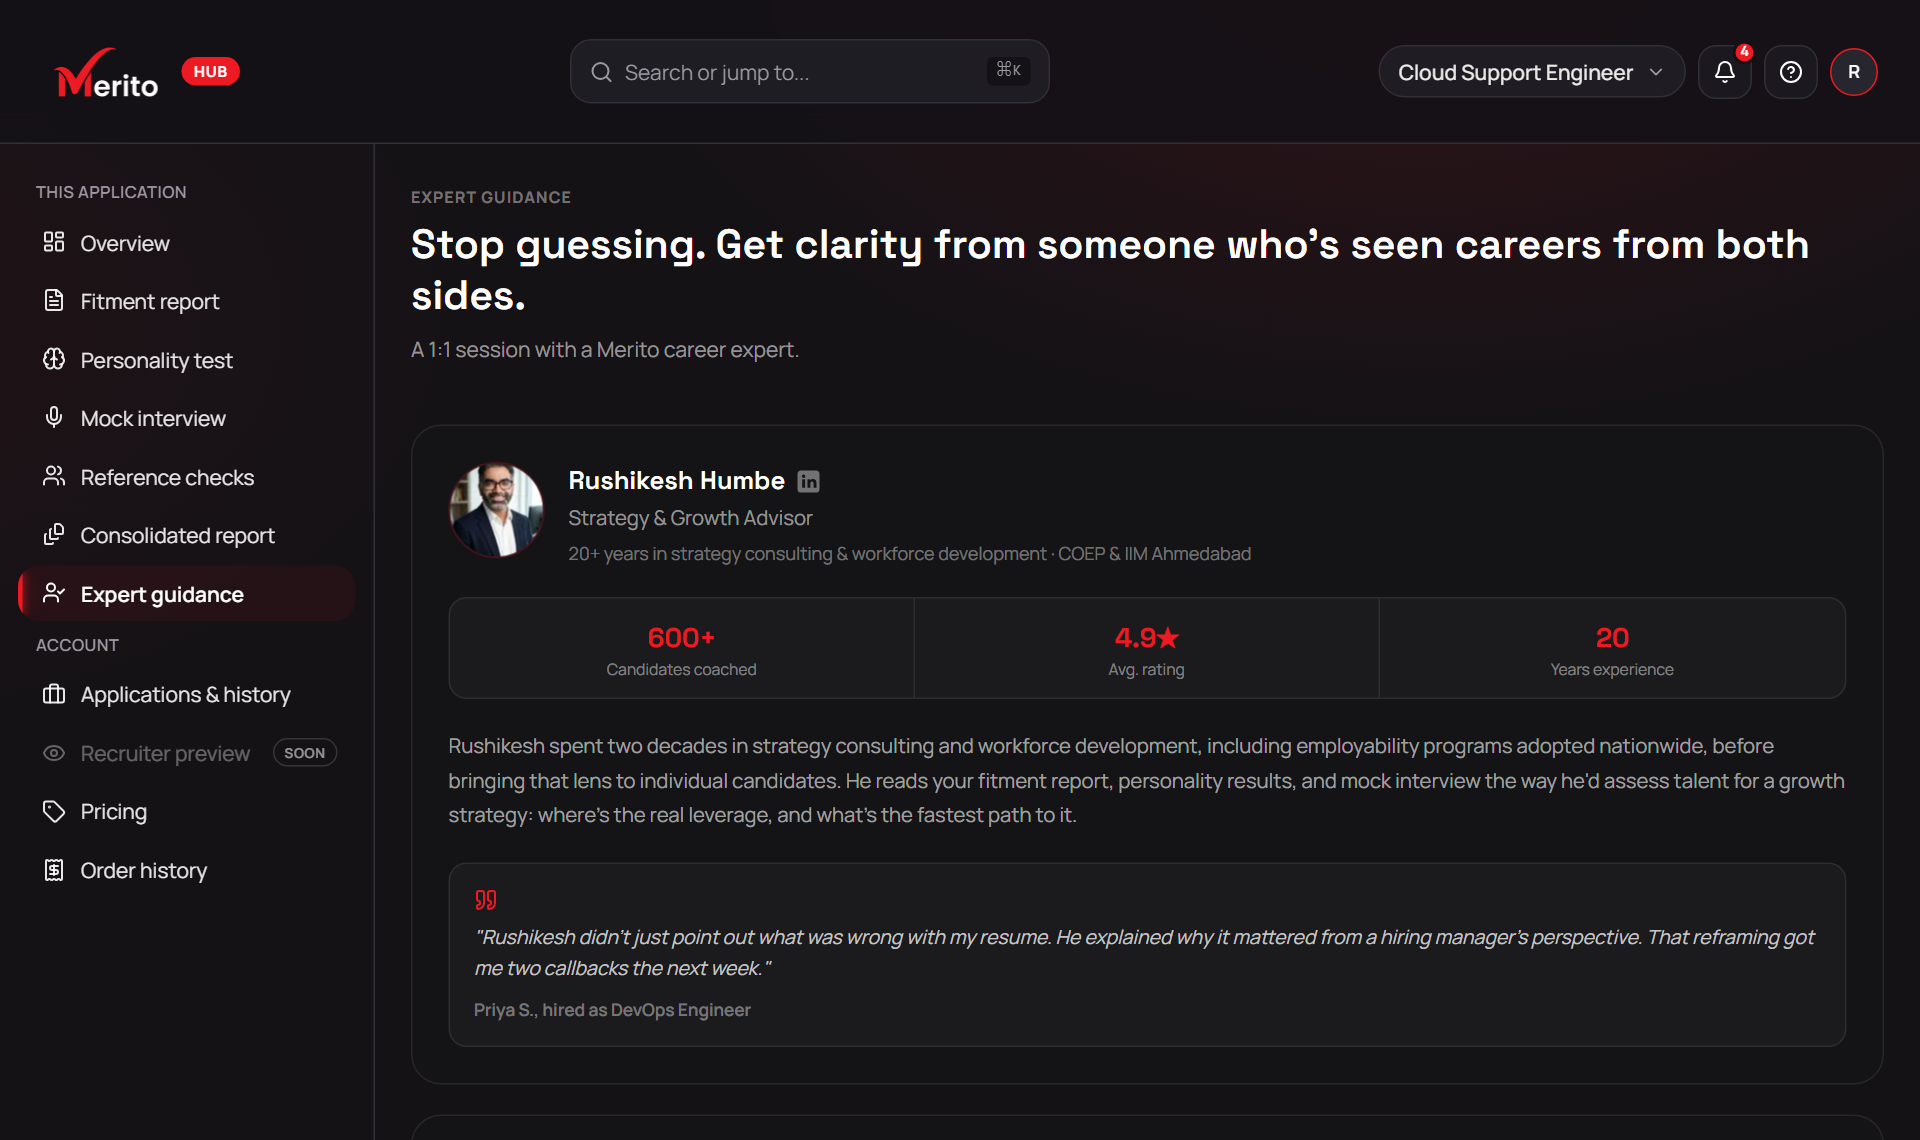 Merito HUB
Search or jump to...
⌘K
Cloud Support Engineer
4
R
THIS APPLICATION
Overview
Fitment report
Personality test
Mock interview
Reference checks
Consolidated report
Expert guidance
ACCOUNT
Applications & history
Recruiter preview SOON
Pricing
Order history
EXPERT GUIDANCE
Stop guessing. Get clarity from someone who's seen careers from both
sides.
A 1:1 session with a Merito career expert.
Rushikesh Humbe in
Strategy & Growth Advisor
20+ years in strategy consulting & workforce development · COEP & IIM Ahmedabad
600+
Candidates coached
4.9★
Avg. rating
20
Years experience
Rushikesh spent two decades in strategy consulting and workforce development, including employability programs adopted nationwide, before
bringing that lens to individual candidates. He reads your fitment report, personality results, and mock interview the way he'd assess talent for a growth
strategy: where's the real leverage, and what's the fastest path to it.
"Rushikesh didn't just point out what was wrong with my resume. He explained why it mattered from a hiring manager's perspective. That reframing got
me two callbacks the next week."
Priya S., hired as DevOps Engineer